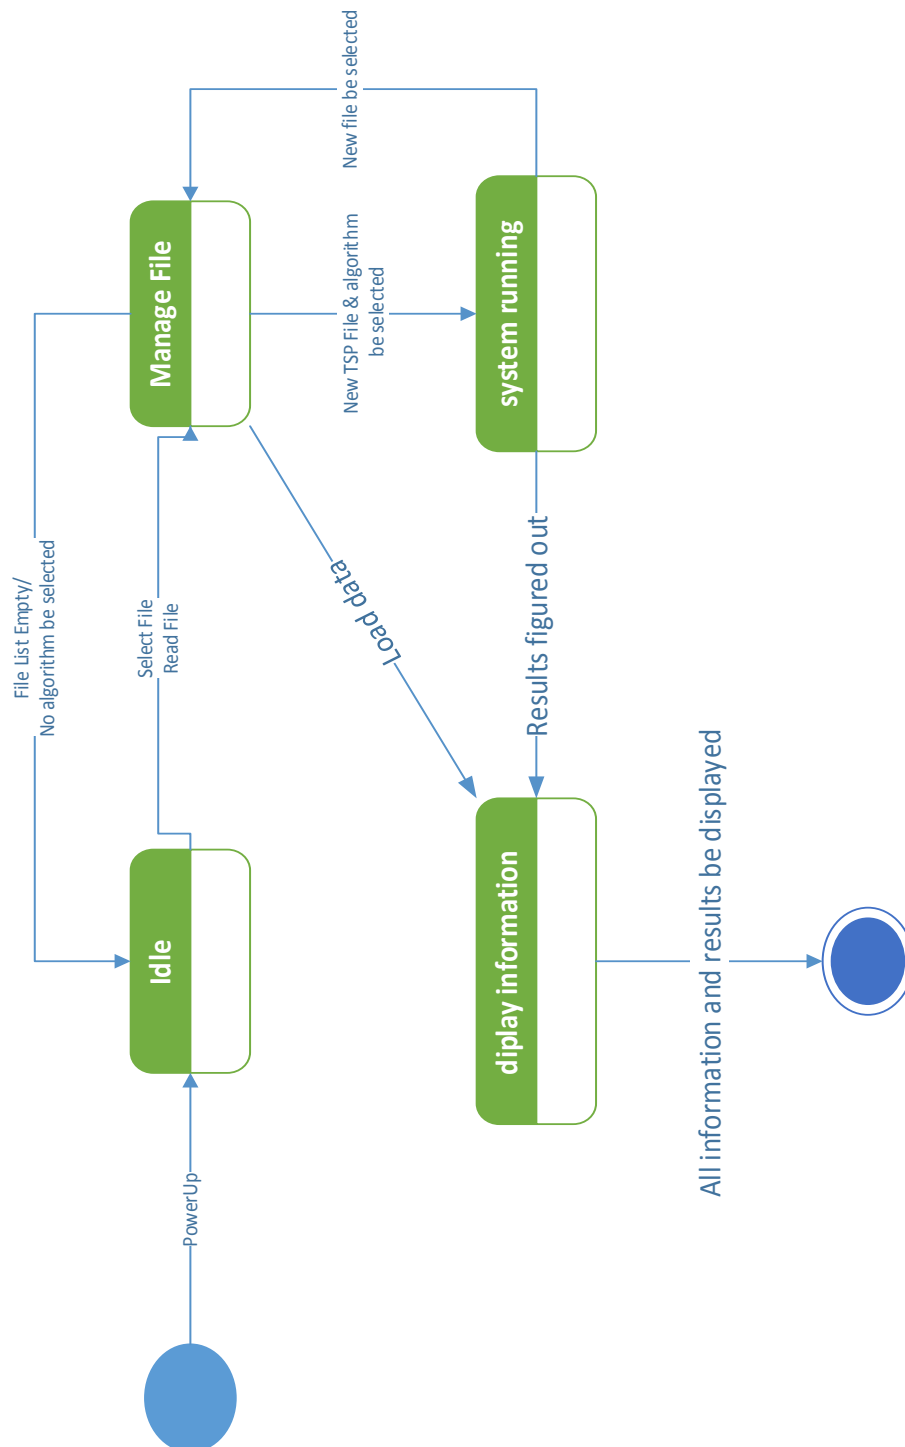 File List Empty/
No algorithm be selected
PowerUp
Idle
Select File
Read File
Manage File
Load data
New TSP File & algorithm
be selected
New file be selected
diplay information
Results figured out
system running
All information and results be displayed